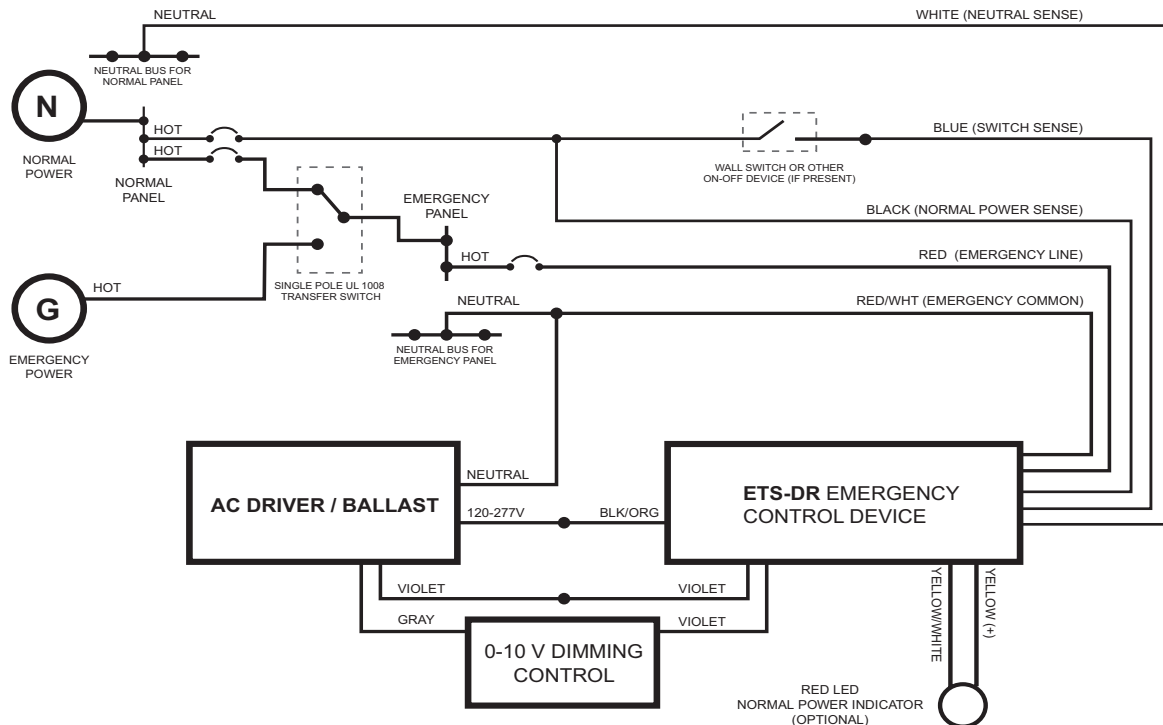 NEUTRAL
WHITE (NEUTRAL SENSE)
NEUTRAL BUS FOR
NORMAL PANEL
N
NORMAL
POWER
HOT
HOT
NORMAL
PANEL
BLUE (SWITCH SENSE)
WALL SWITCH OR OTHER
ON-OFF DEVICE (IF PRESENT)
EMERGENCY
PANEL
BLACK (NORMAL POWER SENSE)
HOT
RED (EMERGENCY LINE)
G
HOT
EMERGENCY
POWER
SINGLE POLE UL 1008
TRANSFER SWITCH
NEUTRAL
RED/WHT (EMERGENCY COMMON)
NEUTRAL BUS FOR
EMERGENCY PANEL
AC DRIVER / BALLAST
NEUTRAL
120-277V
BLK/ORG
ETS-DR EMERGENCY
CONTROL DEVICE
VIOLET
VIOLET
GRAY
VIOLET
0-10 V DIMMING
CONTROL
YELLOW/WHITE
YELLOW (+)
RED LED
NORMAL POWER INDICATOR
(OPTIONAL)